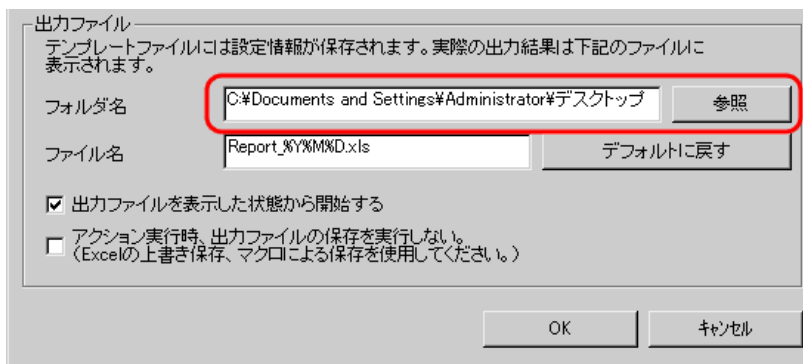 出力ファイル
テンプレートファイルには設定情報が保存されます。実際の出力結果は下記のファイルに
表示されます。
フォルダ名
C:¥Documents and Settings¥Administrator¥デスクトップ
参照
ファイル名
Report_%Y%M%D.xls
デフォルトに戻す
出力ファイルを表示した状態から開始する
アクション実行時、出力ファイルの保存を実行しない。
（Excelの上書き保存、マクロによる保存を使用してください。）
OK
キャンセル